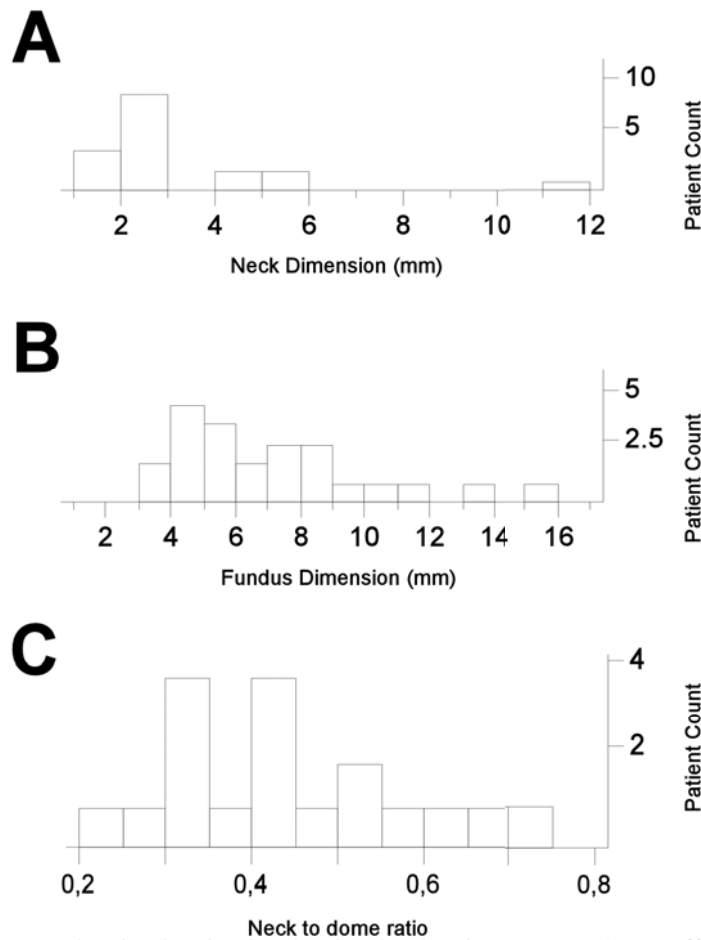 A
10
5
Patient Count
2 4 6 8 10 12
Neck Dimension (mm)
B
5
2.5
Patient Count
2 4 6 8 10 12 14 16
Fundus Dimension (mm)
C
4
2
Patient Count
0,2 0,4 0,6 0,8
Neck to dome ratio